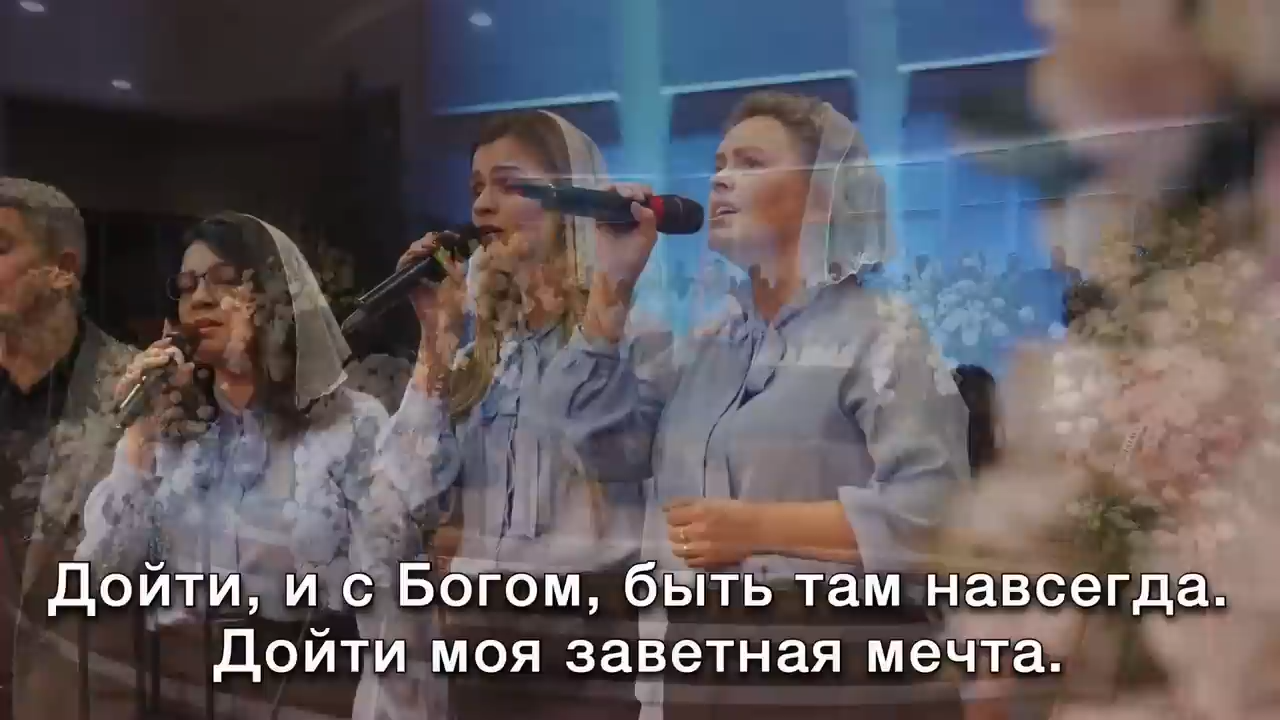 Дойти, и с Богом, быть там навсегда.
Дойти моя заветная мечта.